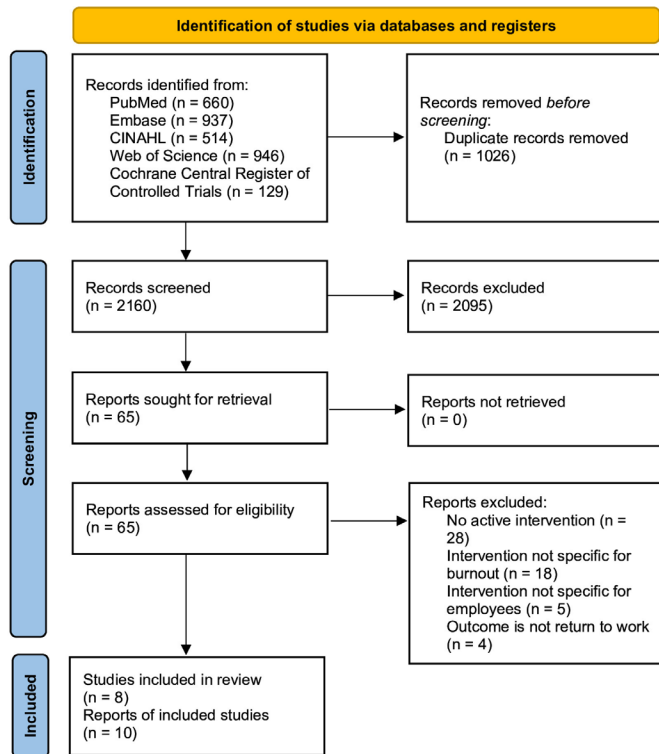 Identification of studies via databases and registers
Identification
Records identified from:
PubMed (n = 660)
Embase (n = 937)
CINAHL (n = 514)
Web of Science (n = 946)
Cochrane Central Register of
Controlled Trials (n = 129)
Records removed before
screening:
Duplicate records removed
(n = 1026)
Screening
Records screened
(n = 2160)
Records excluded
(n = 2095)
Reports sought for retrieval
(n = 65)
Reports not retrieved
(n = 0)
Reports assessed for eligibility
(n = 65)
Reports excluded:
No active intervention (n =
28)
Intervention not specific for
burnout (n = 18)
Intervention not specific for
employees (n = 5)
Outcome is not return to work
(n = 4)
Included
Studies included in review
(n = 8)
Reports of included studies
(n = 10)